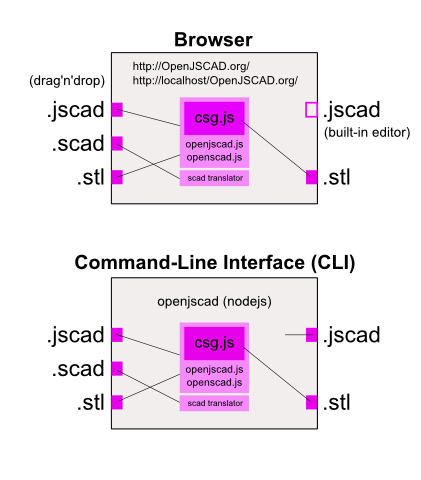 Browser
http://OpenJSCAD.org/
http://localhost/OpenJSCAD.org/
(drag'n'drop)
.jscad
.scad
.stl
csg.js
openjscad.js
openscad.js
scad translator
.jscad
(built-in editor)
.stl
Command-Line Interface (CLI)
openjscad (nodejs)
.jscad
.scad
.stl
csg.js
openjscad.js
openscad.js
scad translator
.jscad
.stl